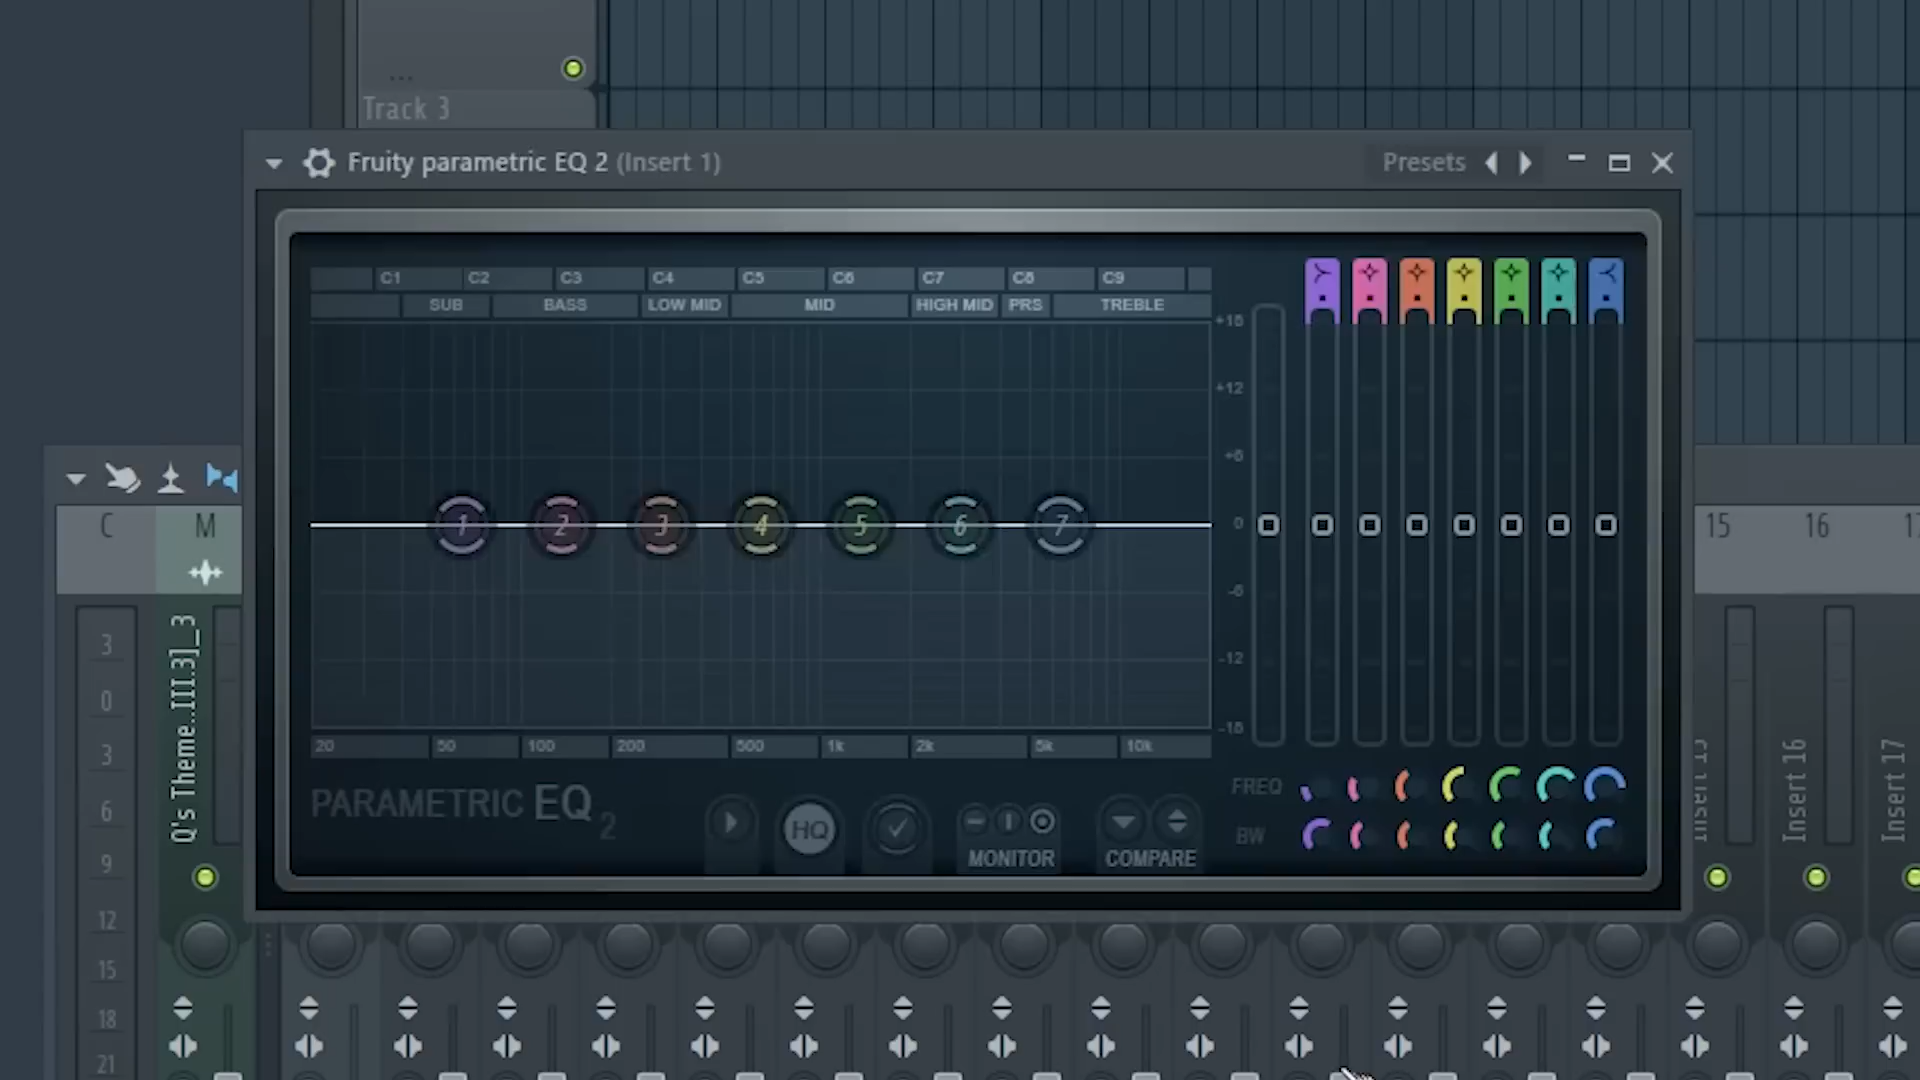 ...
Track 3
Fruity parametric EQ 2 (Insert 1)
Presets
C1 C2 C3 C4 C5 C6 C7 C8 C9
SUB BASS LOW MID MID HIGH MID PRS TREBLE
+18
+12
+6
0
-6
-12
-18
1 2 3 4 5 6 7
20 50 100 200 500 1k 2k 5k 10k
PARAMETRIC EQ 2
HQ
MONITOR
COMPARE
FREQ
BW
C M
15 16
3
0
3
6
9
12
15
18
21
Q's Theme..III.3]_3
Insert 15
Insert 16
Insert 17